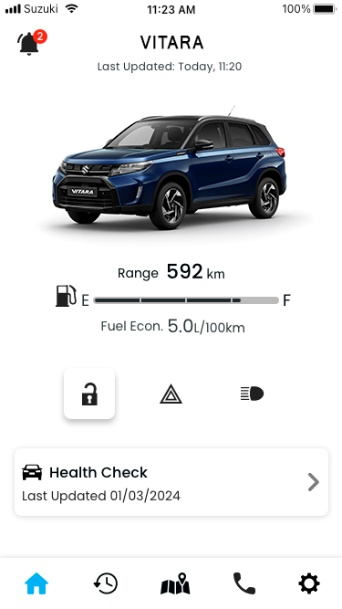 Suzuki 11:23 AM 100%
2
VITARA
Last Updated: Today, 11:20
VITARA
Range 592 km
E F
Fuel Econ. 5.0L/100km
Health Check
Last Updated 01/03/2024